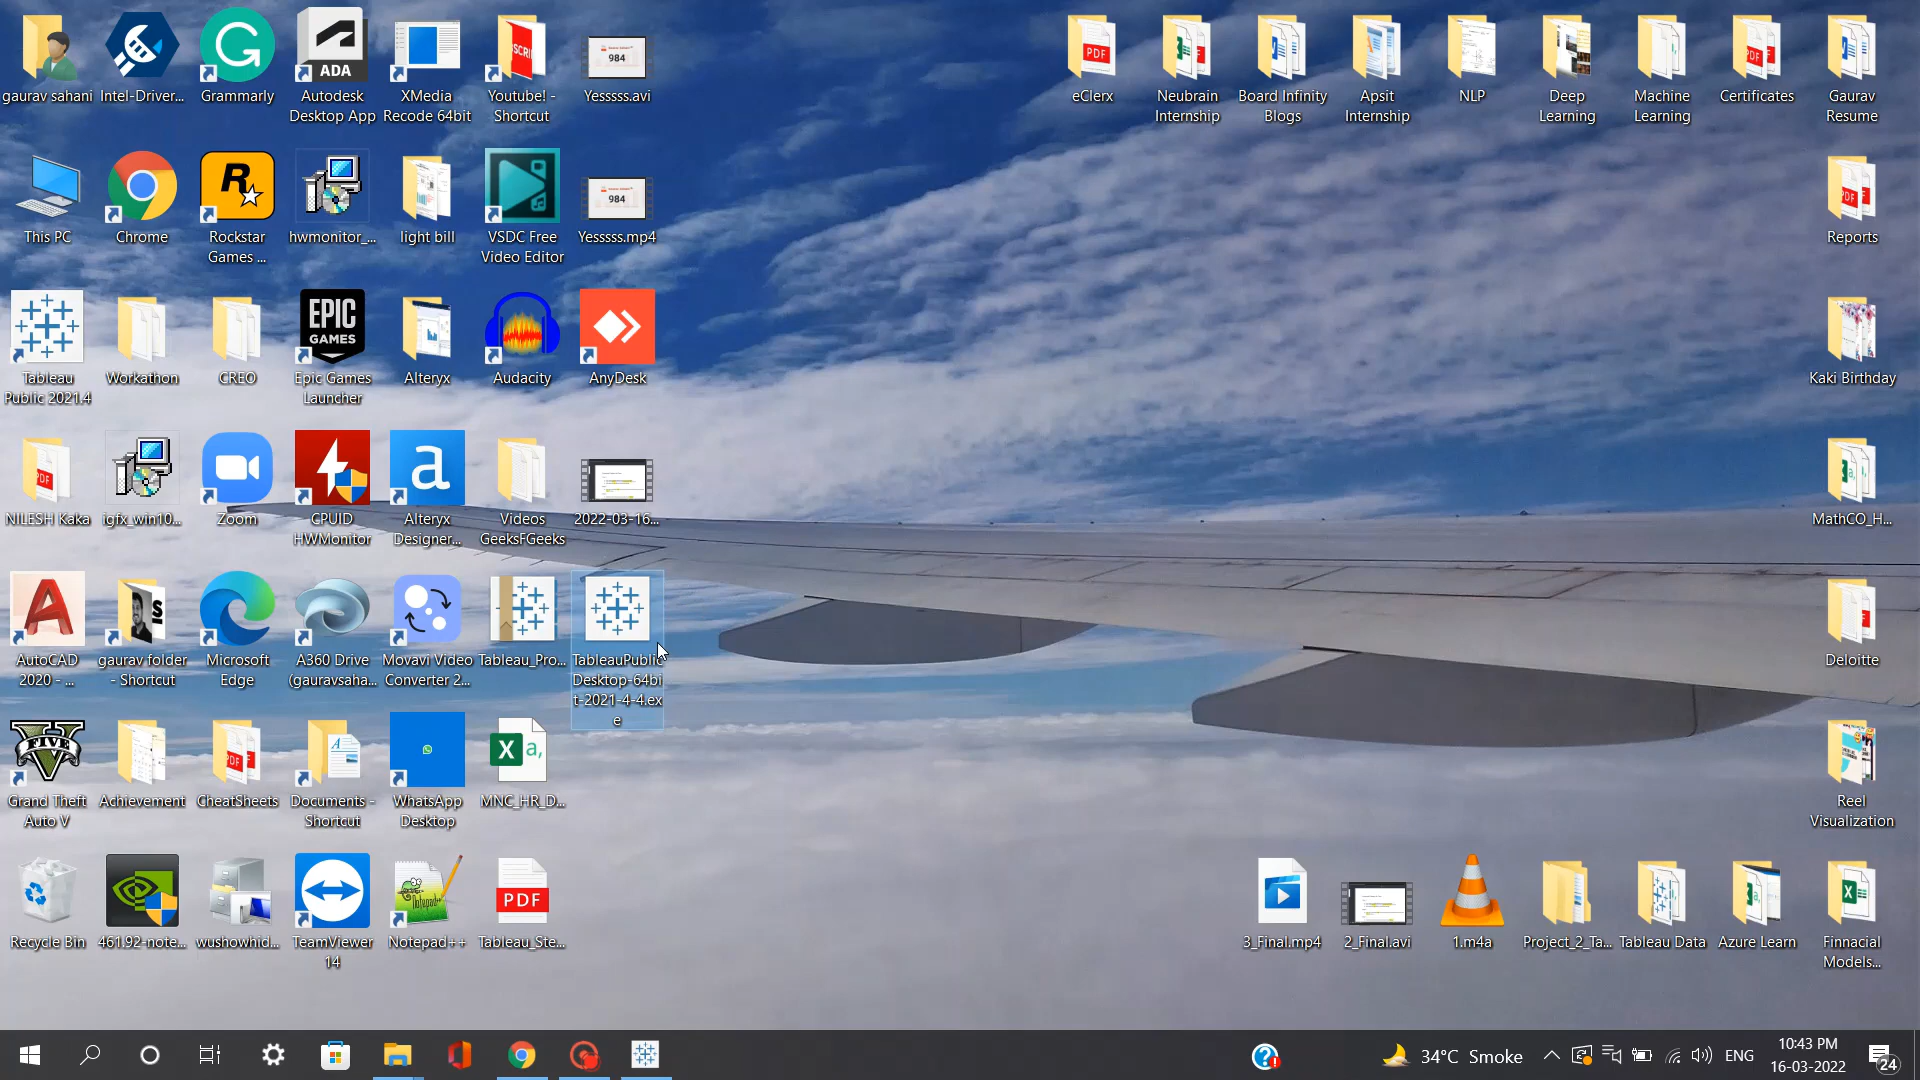 gaurav sahani
Intel-Driver...
Grammarly
ADA
Autodesk
Desktop App
XMedia
Recode 64bit
Youtube! -
Shortcut
984
Yesssss.avi
PDF
eClerx
Neubrain
Internship
Board Infinity
Blogs
Apsit
Internship
NLP
Deep
Learning
Machine
Learning
PDF
Certificates
Gaurav
Resume
This PC
Chrome
Rockstar
Games ...
hwmonitor_...
light bill
VSDC Free
Video Editor
984
Yesssss.mp4
PDF
Reports
Tableau
Public 2021.4
Workathon
CREO
EPIC
GAMES
Epic Games
Launcher
Alteryx
Audacity
AnyDesk
Kaki Birthday
PDF
NILESH Kaka
igfx_win10...
Zoom
CPUID
HWMonitor
a
Alteryx
Designer...
Videos
GeeksFGeeks
2022-03-16...
MathCO_H...
AutoCAD
2020 - ...
gaurav folder
- Shortcut
Microsoft
Edge
A360 Drive
(gauravsaha...
Movavi Video
Converter 2...
Tableau_Pro...
TableauPublic
Desktop-64bi
t-2021-4-4.ex
e
PDF
Deloitte
FIVE
Grand Theft
Auto V
Achievement
PDF
CheatSheets
Documents -
Shortcut
WhatsApp
Desktop
X a,
MNC_HR_D...
Reel
Visualization
Recycle Bin
461.92-note...
wushowhid...
TeamViewer
14
Notepad++
PDF
Tableau_Ste...
3_Final.mp4
2_Final.avi
1.m4a
Project_2_Ta...
Tableau Data
Azure Learn
Finnacial
Models...
34°C Smoke
ENG
10:43 PM
16-03-2022
24